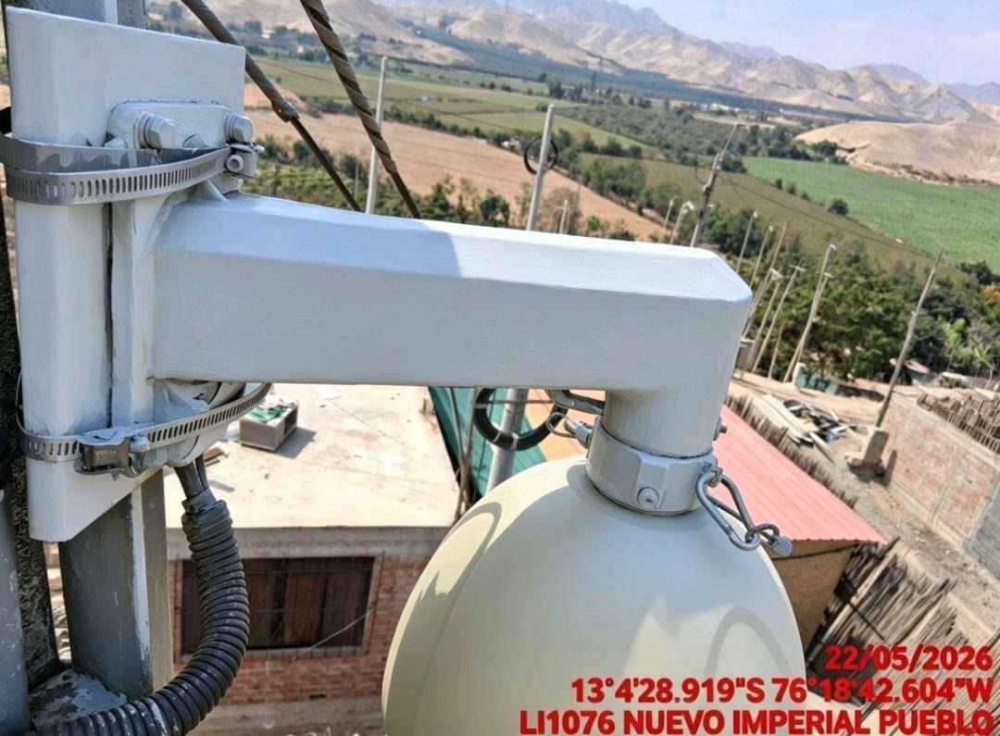 22/05/2026
13°4'28.919"S 76°18'42.604"W
LI1076 NUEVO IMPERIAL PUEBLO